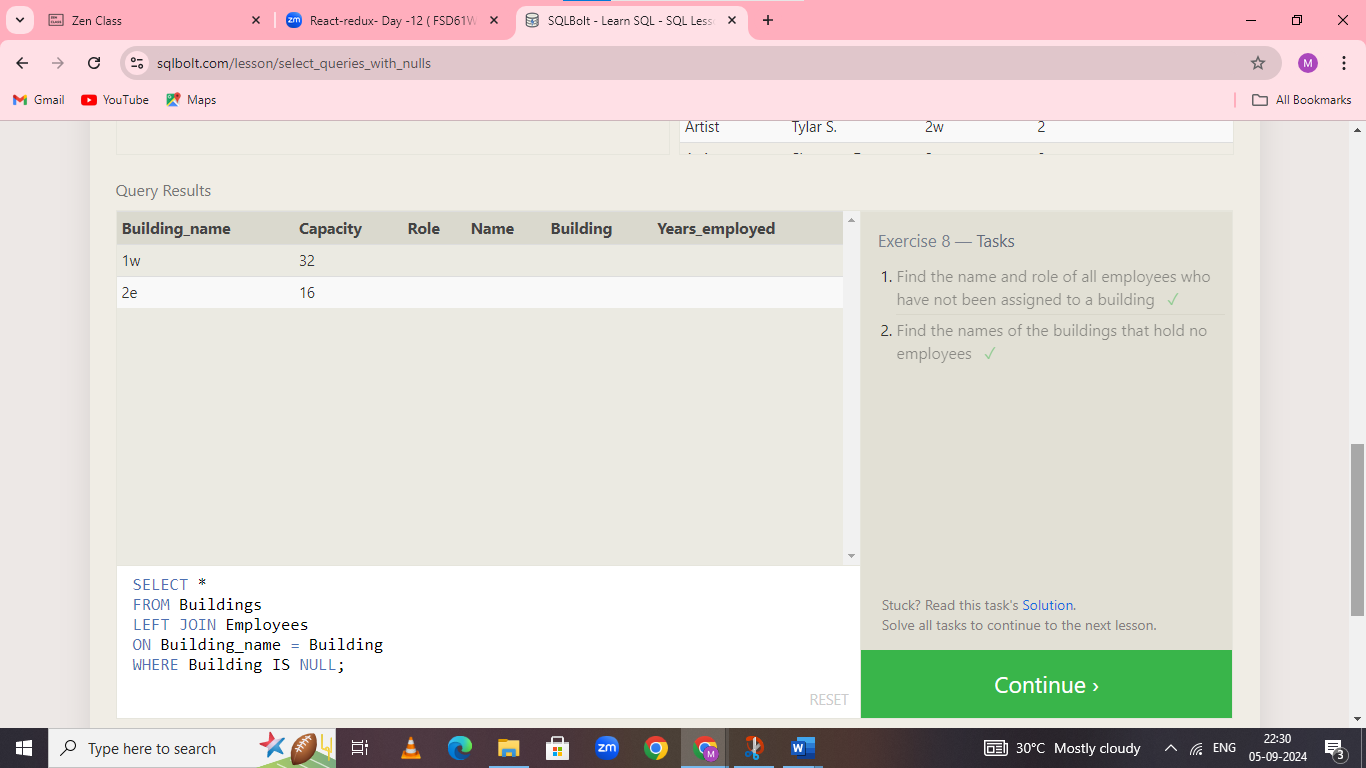 Zen Class
React-redux- Day -12 ( FSD61W
SQLBolt - Learn SQL - SQL Less
sqlbolt.com/lesson/select_queries_with_nulls
M
Gmail
YouTube
Maps
All Bookmarks
Artist Tylar S. 2w 2
Query Results
Building_name Capacity Role Name Building Years_employed
1w 32
2e 16
Exercise 8 — Tasks
1. Find the name and role of all employees who
have not been assigned to a building ✓
2. Find the names of the buildings that hold no
employees ✓
SELECT *
FROM Buildings
LEFT JOIN Employees
ON Building_name = Building
WHERE Building IS NULL;
RESET
Stuck? Read this task's Solution.
Solve all tasks to continue to the next lesson.
Continue ›
Type here to search
zm
30°C Mostly cloudy
ENG
22:30
05-09-2024
3